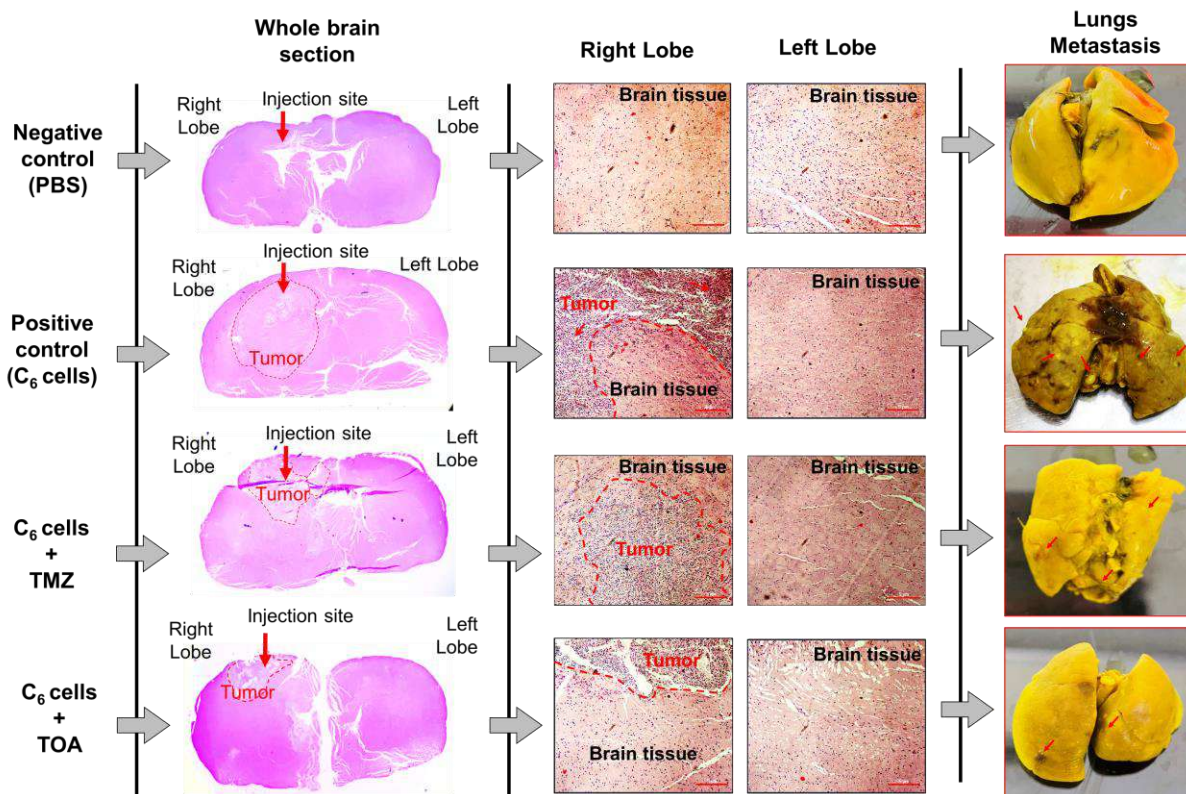 Whole brain
section
Right Lobe
Left Lobe
Lungs
Metastasis
Negative
control
(PBS)
Right
Lobe
Injection site
Left
Lobe
Brain tissue
Brain tissue
Positive
control
(C6 cells)
Right
Lobe
Injection site
Left Lobe
Tumor
Tumor
Brain tissue
Brain tissue
C6 cells
+
TMZ
Right
Lobe
Injection site
Left
Lobe
Tumor
Brain tissue
Tumor
Brain tissue
C6 cells
+
TOA
Right
Lobe
Injection site
Left
Lobe
Tumor
Tumor
Brain tissue
Brain tissue